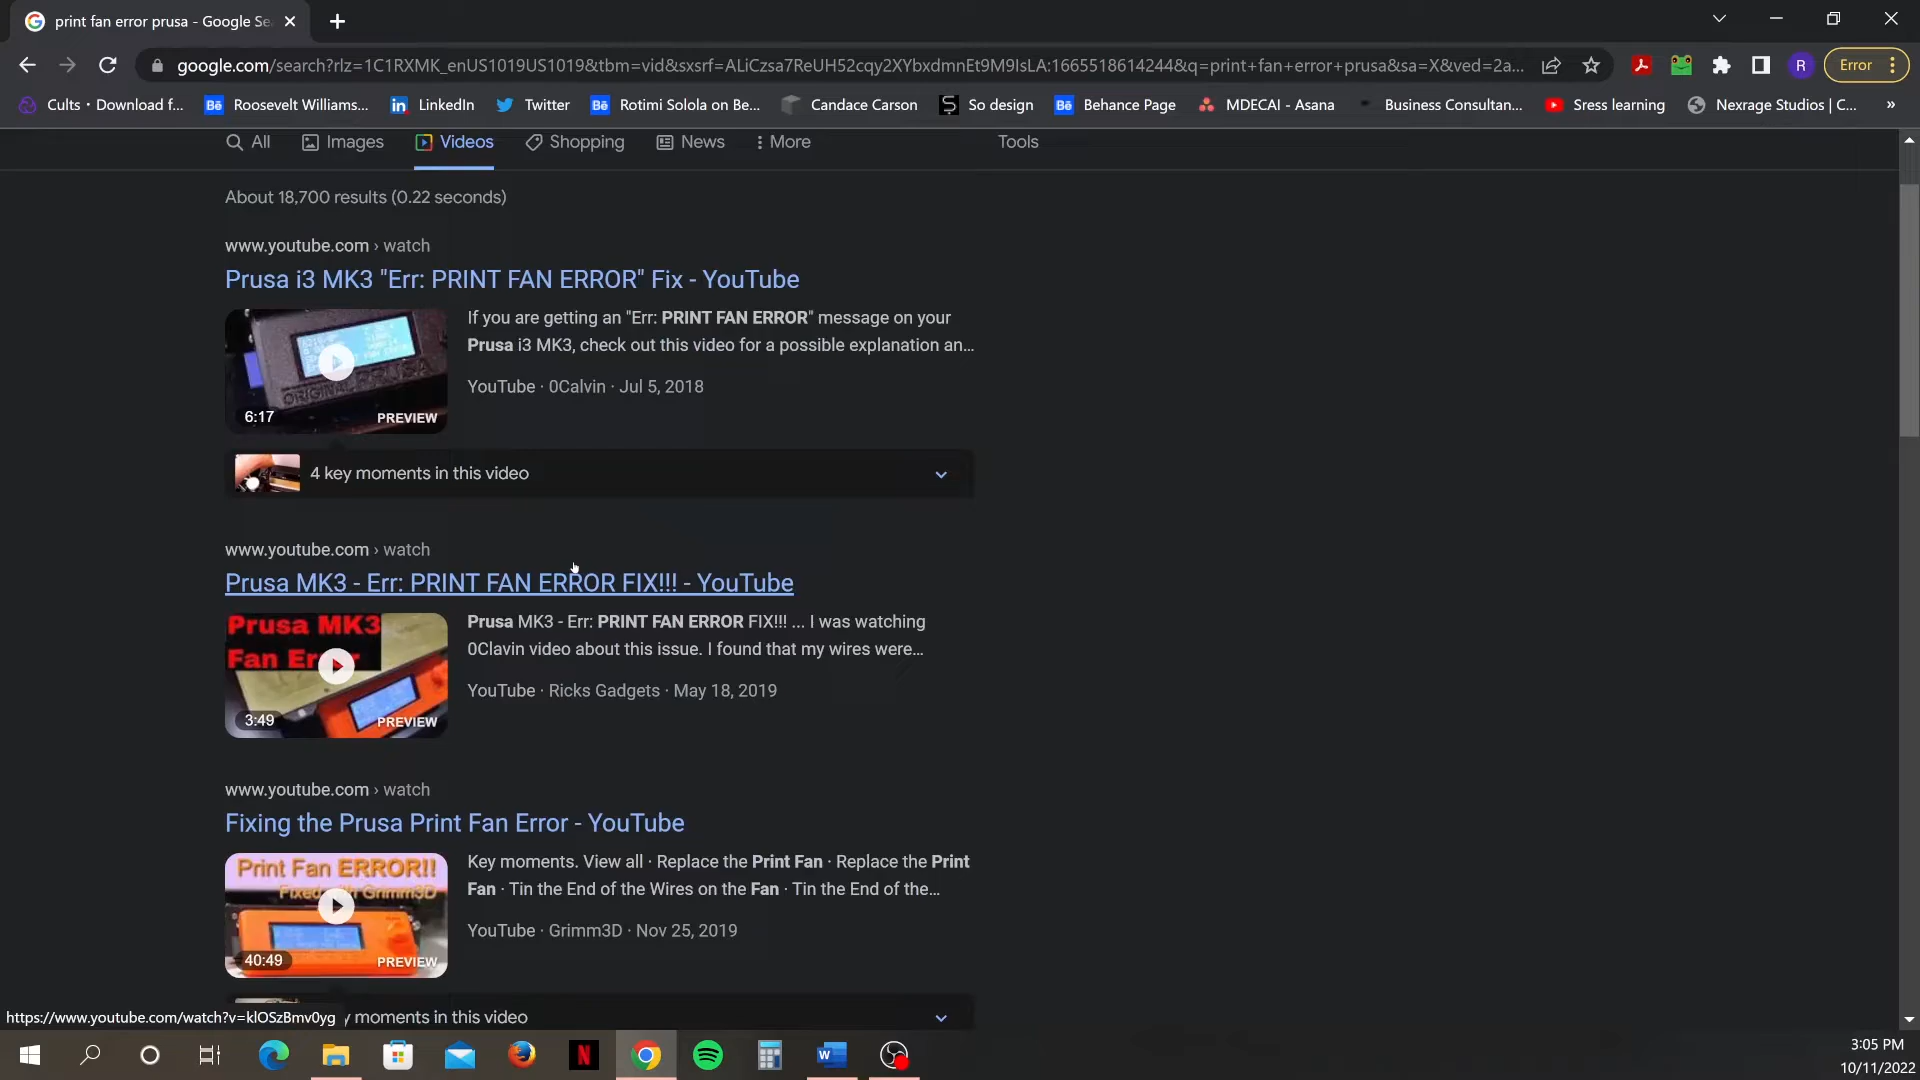 print fan error prusa - Google Se
google.com/search?rlz=1C1RXMK_enUS1019US1019&tbm=vid&sxsrf=ALiCzsa7ReUH52cqy2XYbxdmnEt9M9IsLA:1665518614244&q=print+fan+error+prusa&sa=X&ved=2a...
R
Error
Cults · Download f...
Roosevelt Williams...
LinkedIn
Twitter
Rotimi Solola on Be...
Candace Carson
So design
Behance Page
MDECAI - Asana
Business Consultan...
Sress learning
Nexrage Studios | C...
»
All
Images
Videos
Shopping
News
More
Tools
About 18,700 results (0.22 seconds)
www.youtube.com › watch
Prusa i3 MK3 "Err: PRINT FAN ERROR" Fix - YouTube
If you are getting an "Err: PRINT FAN ERROR" message on your
Prusa i3 MK3, check out this video for a possible explanation an...
YouTube · 0Calvin · Jul 5, 2018
ORIGINAL PRUSA
6:17
PREVIEW
4 key moments in this video
www.youtube.com › watch
Prusa MK3 - Err: PRINT FAN ERROR FIX!!! - YouTube
Prusa MK3
Fan Error
Prusa MK3 - Err: PRINT FAN ERROR FIX!!! ... I was watching
0Clavin video about this issue. I found that my wires were...
YouTube · Ricks Gadgets · May 18, 2019
3:49
PREVIEW
www.youtube.com › watch
Fixing the Prusa Print Fan Error - YouTube
Print Fan ERROR!!
Fixed with Grimm3D
Key moments. View all · Replace the Print Fan · Replace the Print
Fan · Tin the End of the Wires on the Fan · Tin the End of the...
YouTube · Grimm3D · Nov 25, 2019
40:49
PREVIEW
https://www.youtube.com/watch?v=klOSzBmv0yg
y moments in this video
3:05 PM
10/11/2022